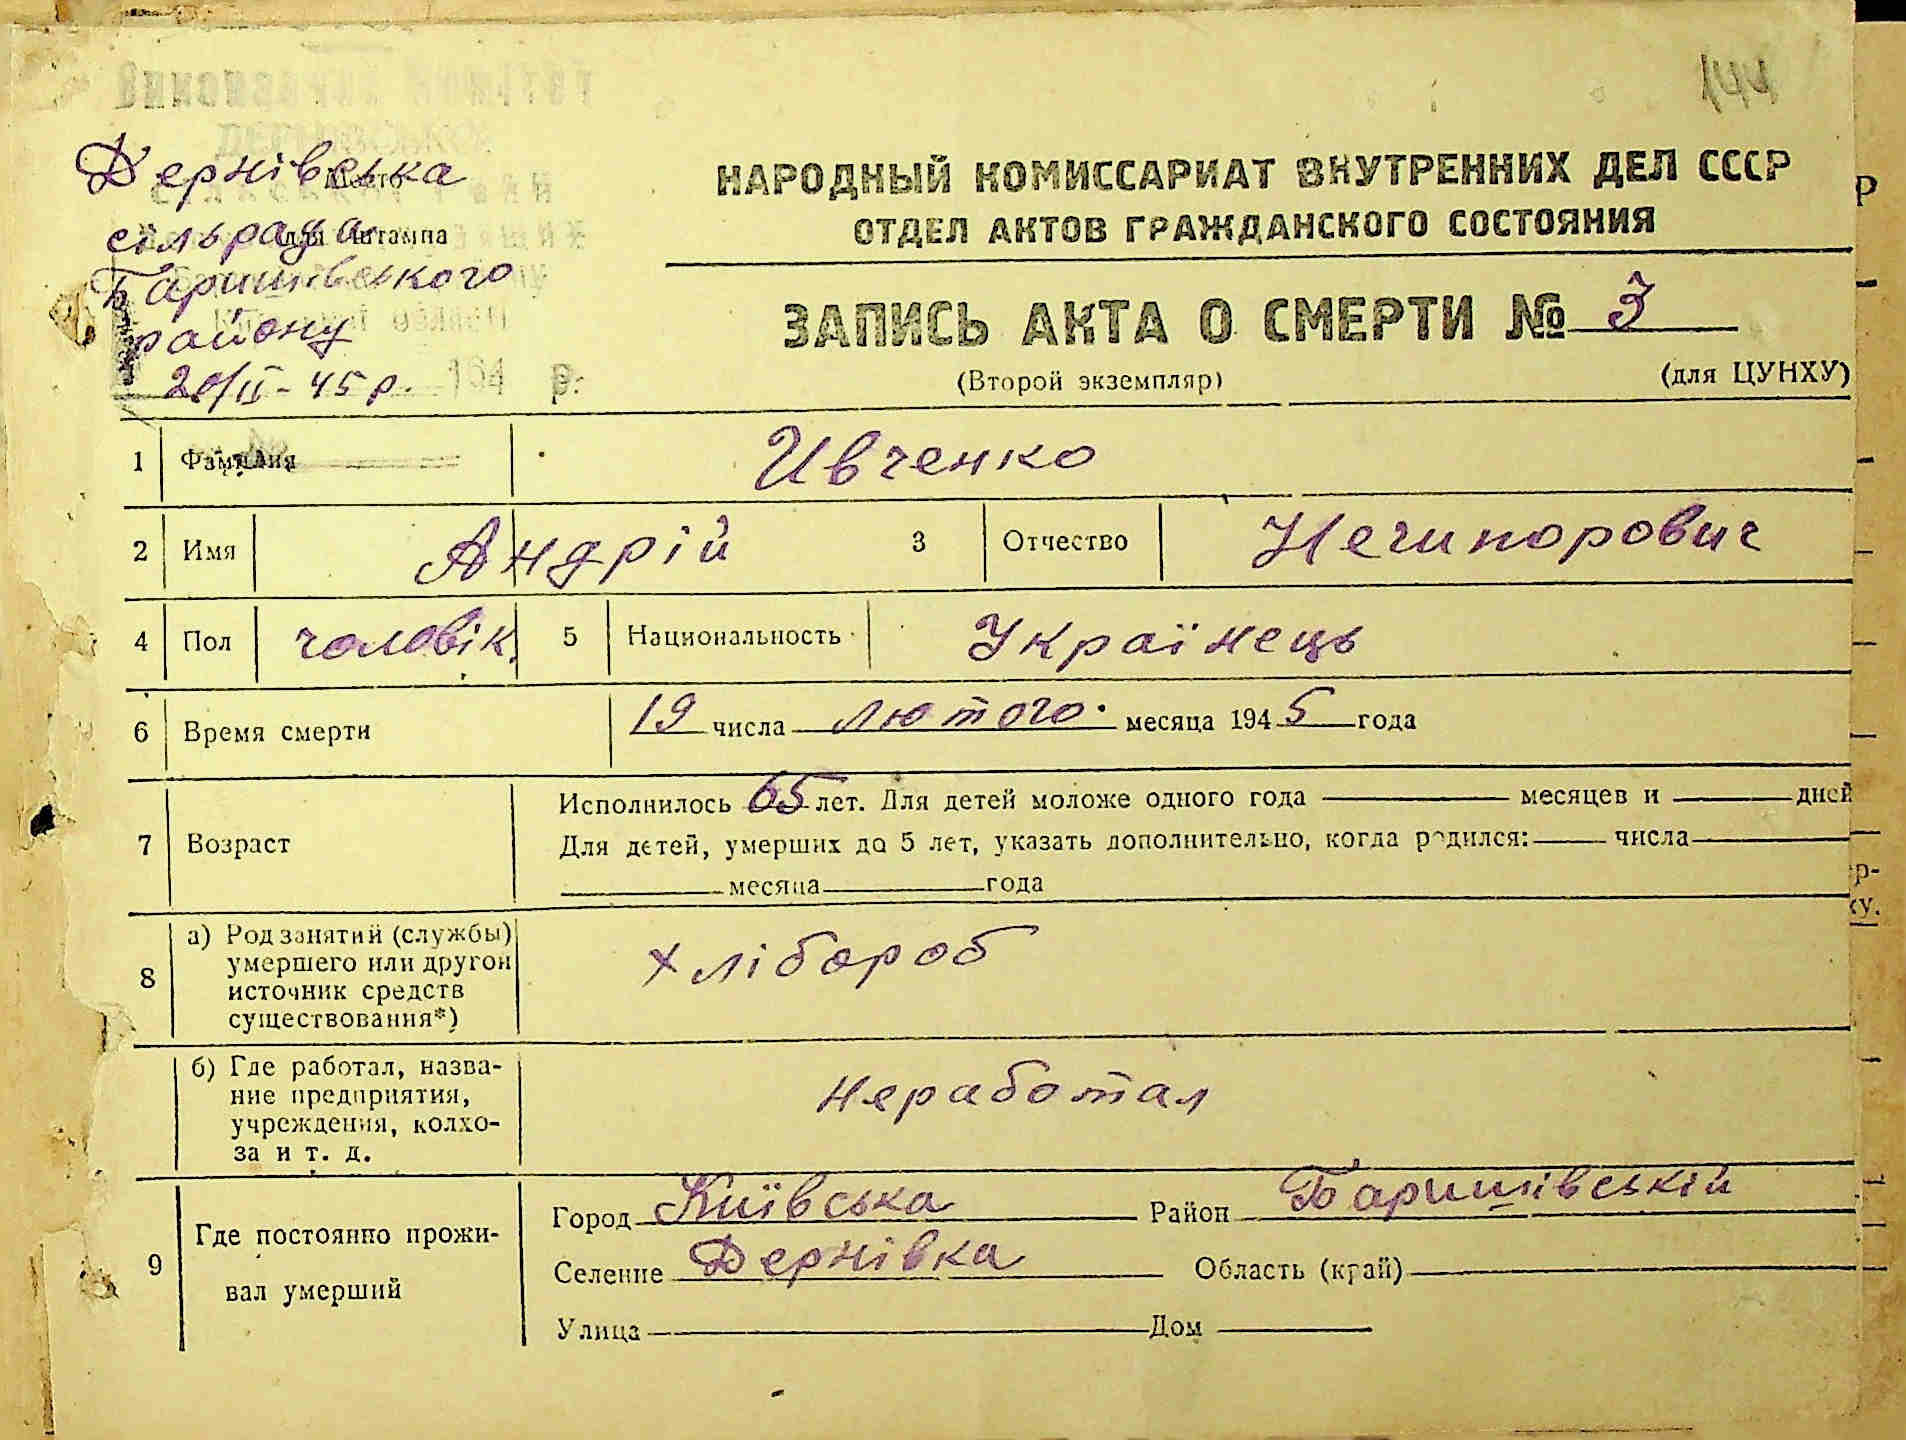 144
Дернівська
Место
сільрада
для штампа
Баришівського
району
20/II - 45 р. 194 р.
НАРОДНЫЙ КОМИССАРИАТ ВНУТРЕННИХ ДЕЛ СССР
ОТДЕЛ АКТОВ ГРАЖДАНСКОГО СОСТОЯНИЯ
ЗАПИСЬ АКТА О СМЕРТИ № 3
(Второй экземпляр) (для ЦУНХУ)
1 Фамилия Ивченко
2 Имя Андрій 3 Отчество Нечипорович
4 Пол чоловік. 5 Национальность Українець
6 Время смерти 19 числа лютого месяца 1945 года
7 Возраст
Исполнилось 65 лет. Для детей моложе одного года месяцев и дней
Для детей, умерших до 5 лет, указать дополнительно, когда родился: числа
месяца года
8 а) Род занятий (службы)
умершего или другой
источник средств
существования*)
хлібороб
б) Где работал, назва-
ние предприятия,
учреждения, колхо-
за и т. д.
неработал
9 Где постоянно прожи-
вал умерший
Город Київська Район Баришівській
Селение Дернівка Область (край)
Улица Дом